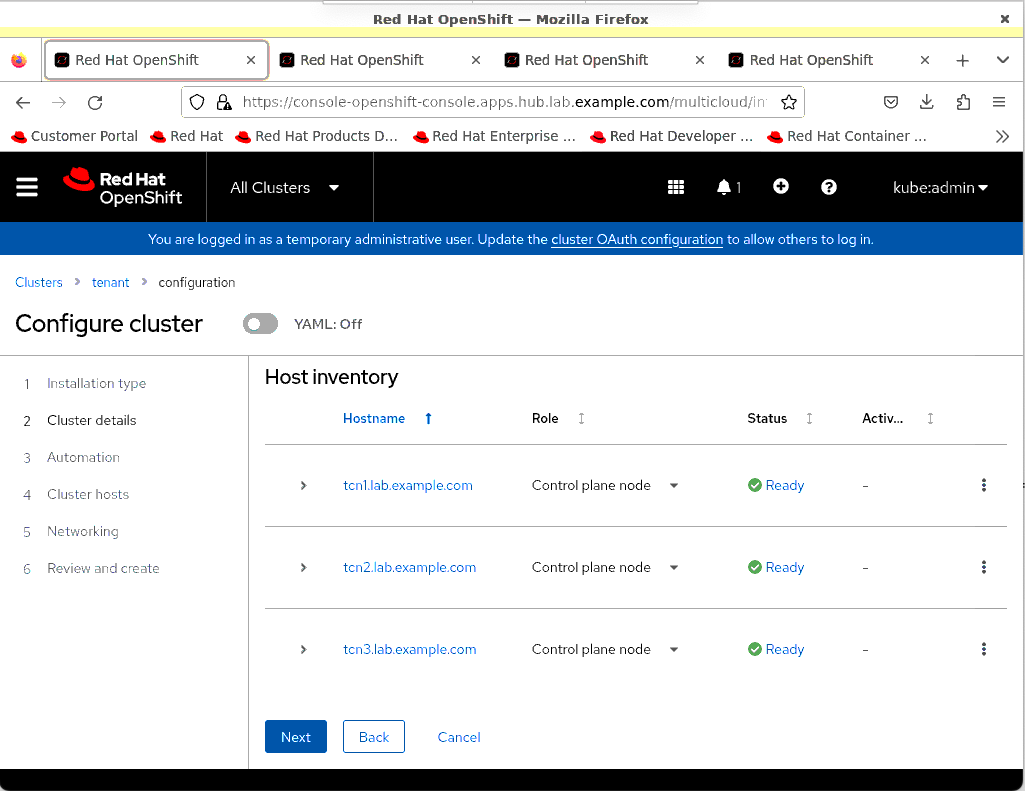 Red Hat OpenShift — Mozilla Firefox
Red Hat OpenShift Red Hat OpenShift Red Hat OpenShift Red Hat OpenShift
https://console-openshift-console.apps.hub.lab.example.com/multicloud/in
Customer Portal Red Hat Red Hat Products D… Red Hat Enterprise … Red Hat Developer … Red Hat Container …
Red Hat
OpenShift
All Clusters 1 kube:admin
You are logged in as a temporary administrative user. Update the cluster OAuth configuration to allow others to log in.
Clusters tenant configuration
Configure cluster YAML: Off
1 Installation type
2 Cluster details
3 Automation
4 Cluster hosts
5 Networking
6 Review and create
Host inventory
Hostname Role Status Activ...
tcn1.lab.example.com Control plane node Ready –
tcn2.lab.example.com Control plane node Ready –
tcn3.lab.example.com Control plane node Ready –
Next Back Cancel